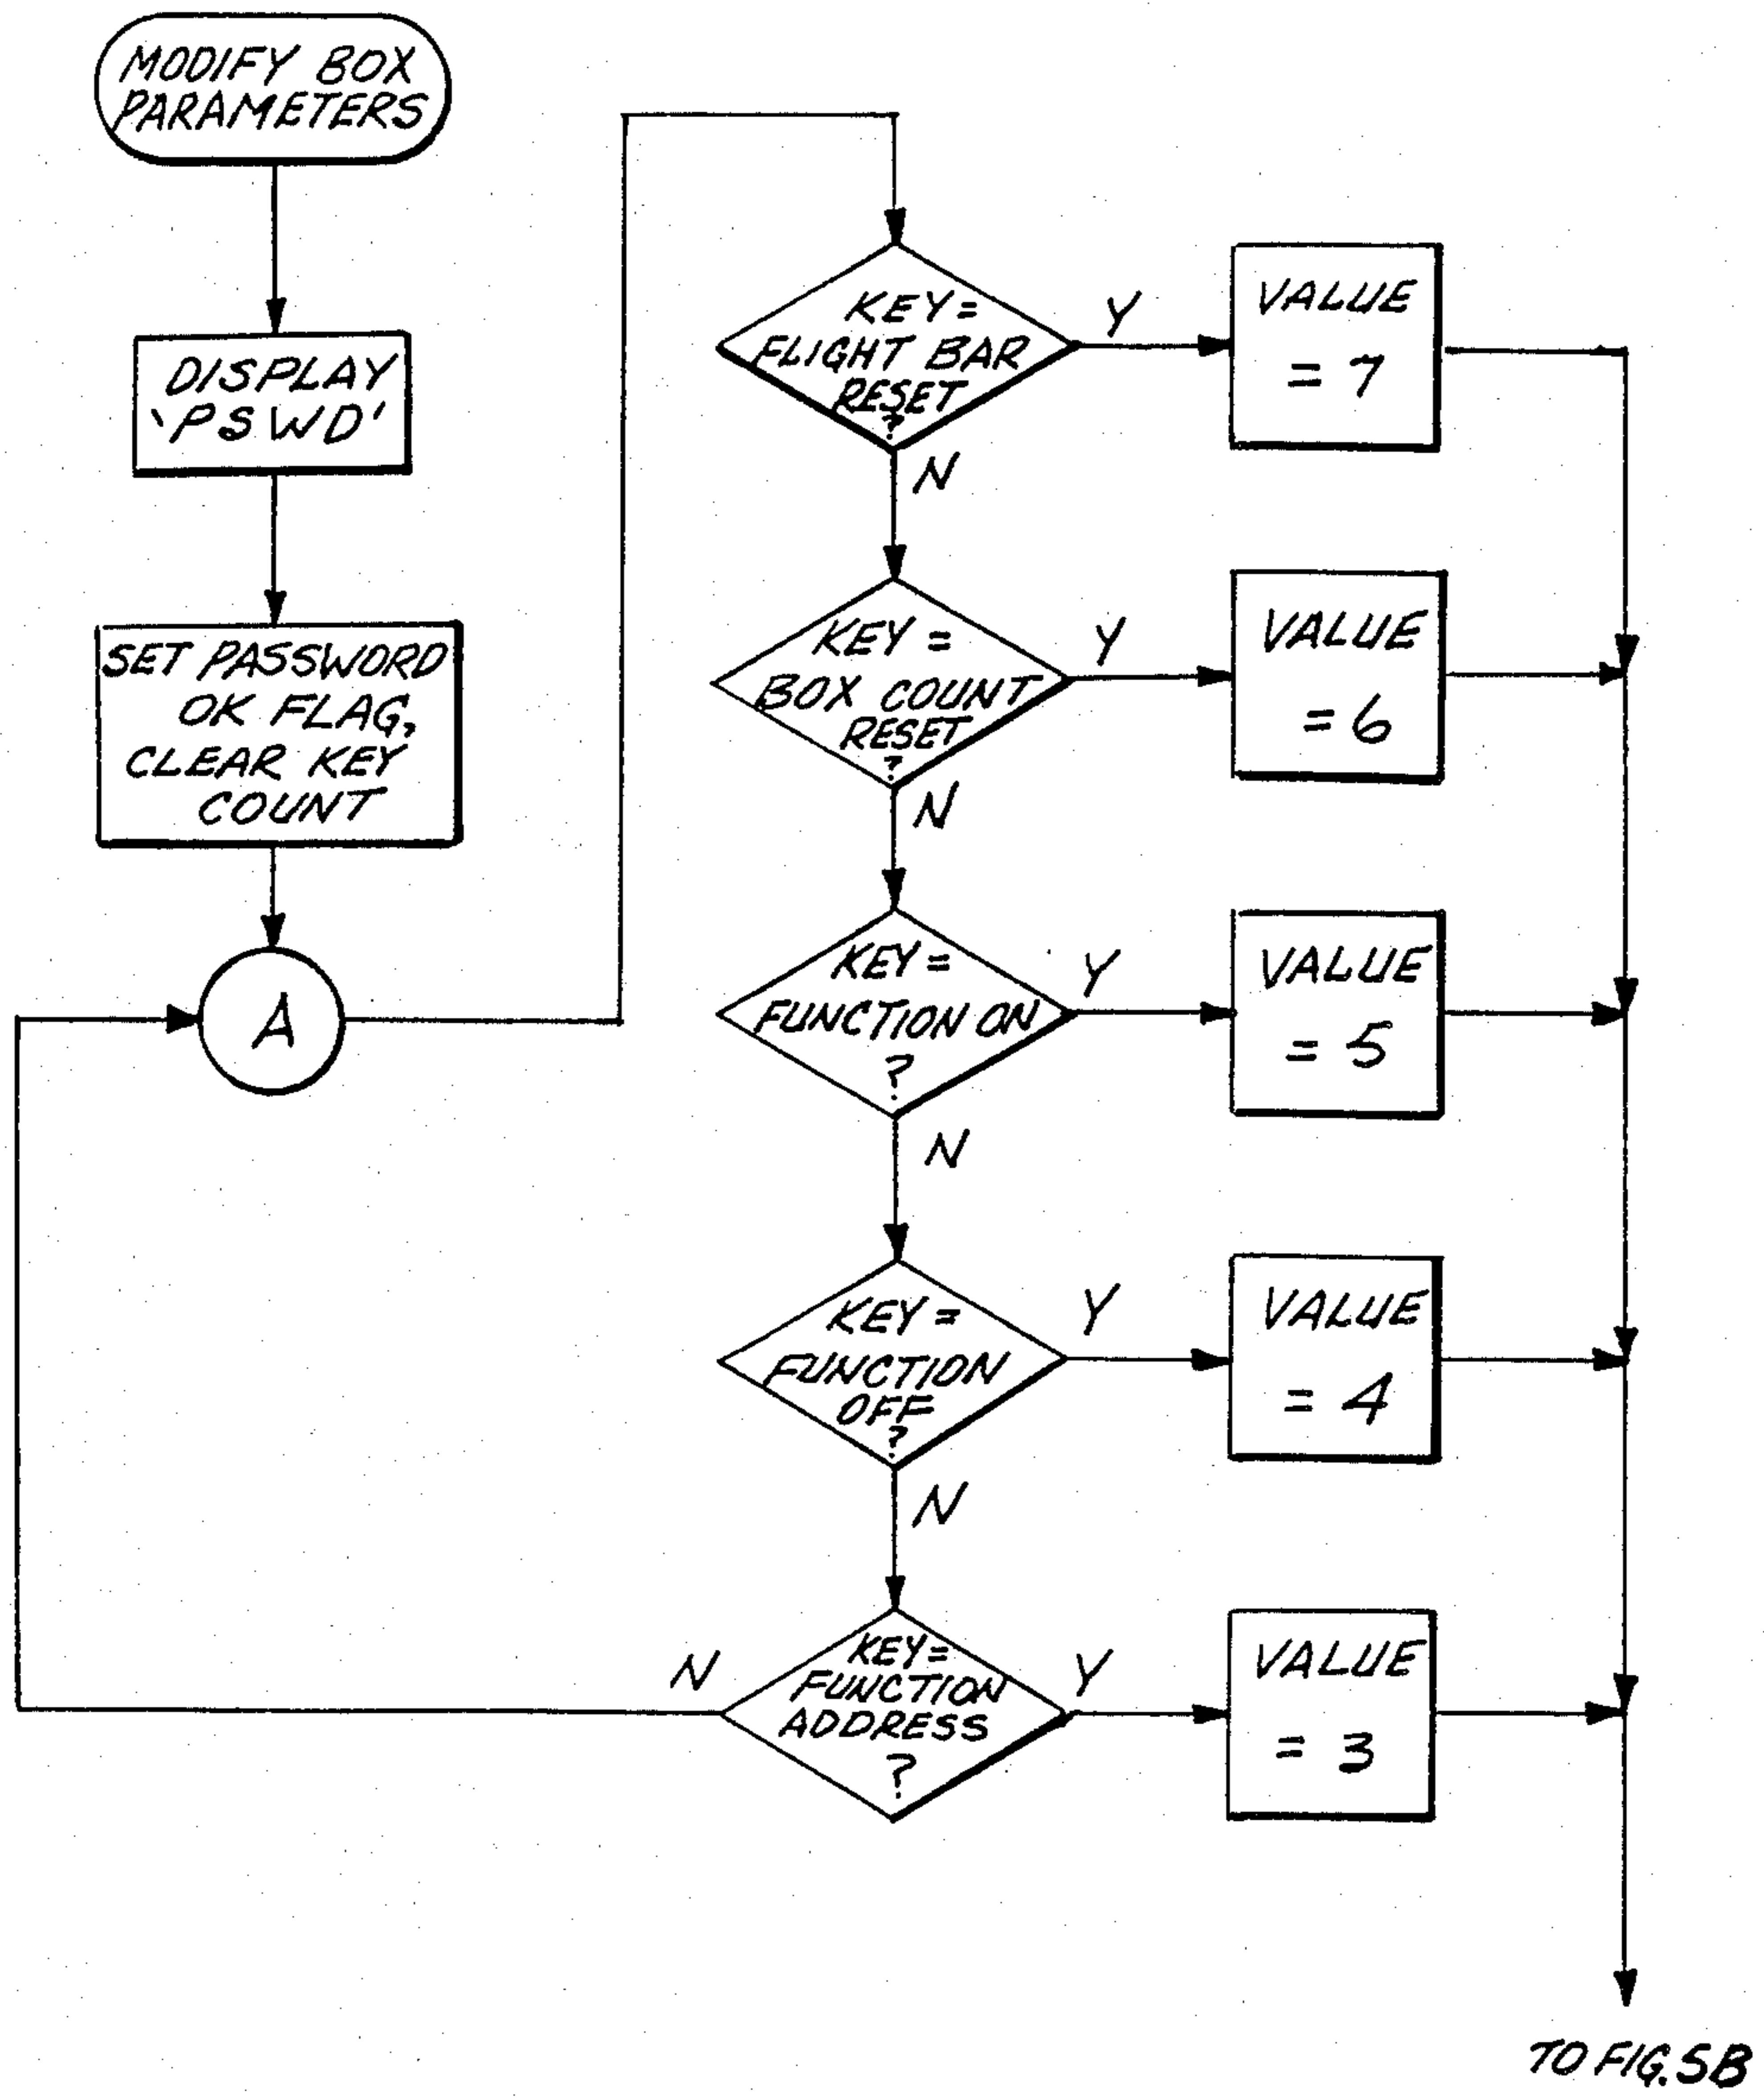 MODIFY BOX
PARAMETERS
DISPLAY
'PSWD'
SET PASSWORD
OK FLAG,
CLEAR KEY
COUNT
A
KEY =
FLIGHT BAR
RESET
?
Y
VALUE
= 7
N
KEY =
BOX COUNT
RESET
?
Y
VALUE
= 6
N
KEY =
FUNCTION ON
?
Y
VALUE
= 5
N
KEY =
FUNCTION
OFF
?
Y
VALUE
= 4
N
KEY =
FUNCTION
ADDRESS
?
N
Y
VALUE
= 3
TO FIG. 5B